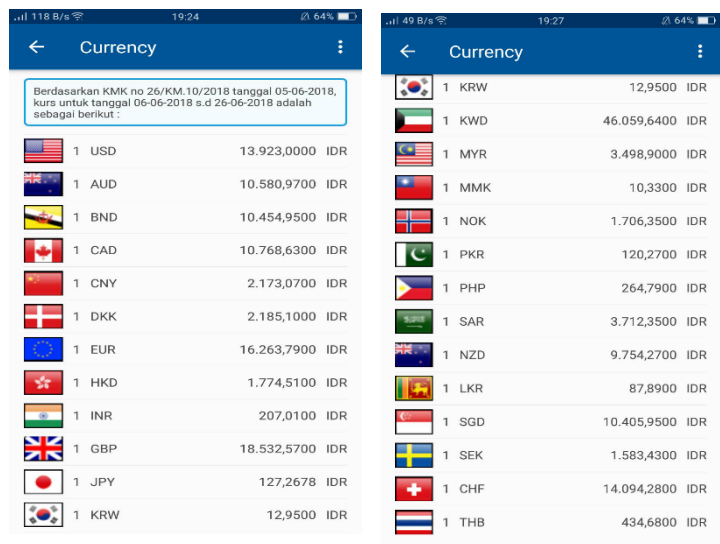 118 B/s 19:24 64%
Currency
Berdasarkan KMK no 26/KM.10/2018 tanggal 05-06-2018,
kurs untuk tanggal 06-06-2018 s.d 26-06-2018 adalah
sebagai berikut :
1 USD 13.923,0000 IDR
1 AUD 10.580,9700 IDR
1 BND 10.454,9500 IDR
1 CAD 10.768,6300 IDR
1 CNY 2.173,0700 IDR
1 DKK 2.185,1000 IDR
1 EUR 16.263,7900 IDR
1 HKD 1.774,5100 IDR
1 INR 207,0100 IDR
1 GBP 18.532,5700 IDR
1 JPY 127,2678 IDR
1 KRW 12,9500 IDR
49 B/s 19:27 64%
Currency
1 KRW 12,9500 IDR
1 KWD 46.059,6400 IDR
1 MYR 3.498,9000 IDR
1 MMK 10,3300 IDR
1 NOK 1.706,3500 IDR
1 PKR 120,2700 IDR
1 PHP 264,7900 IDR
1 SAR 3.712,3500 IDR
1 NZD 9.754,2700 IDR
1 LKR 87,8900 IDR
1 SGD 10.405,9500 IDR
1 SEK 1.583,4300 IDR
1 CHF 14.094,2800 IDR
1 THB 434,6800 IDR